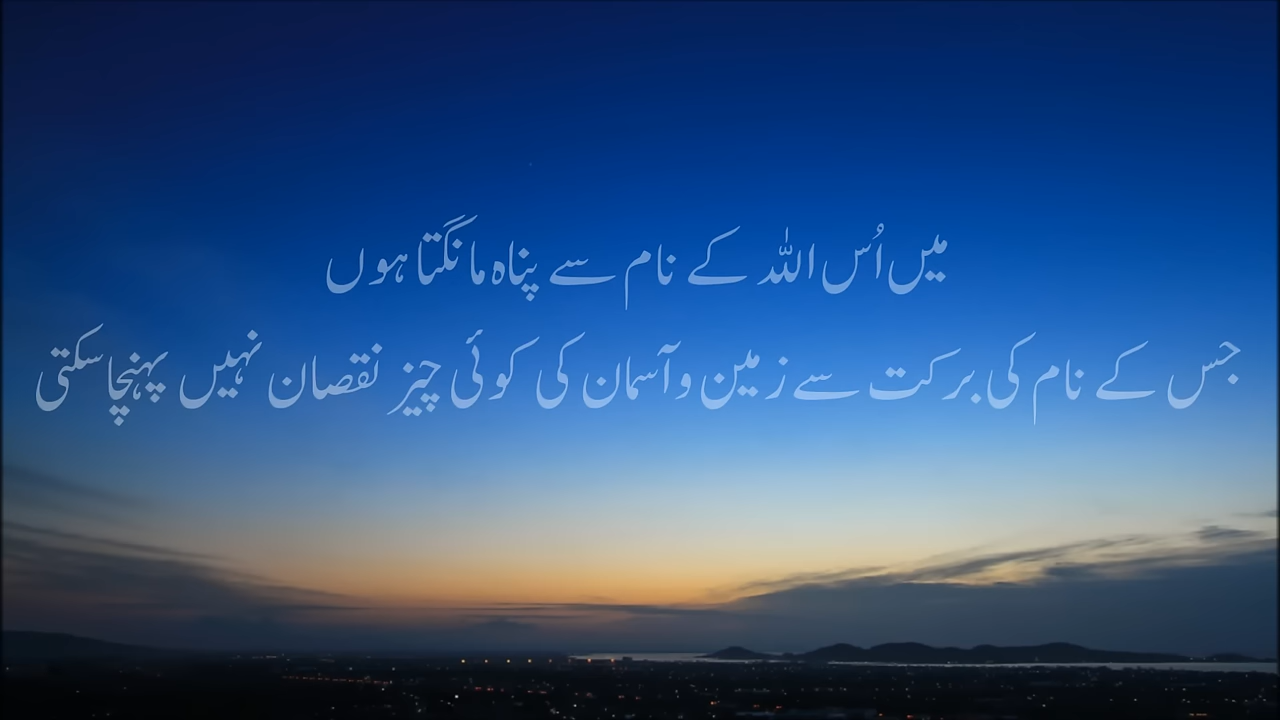 میں اُس اللہ کے نام سے پناہ مانگتا ہوں
جس کے نام کی برکت سے زمین و آسمان کی کوئی چیز نقصان نہیں پہنچا سکتی